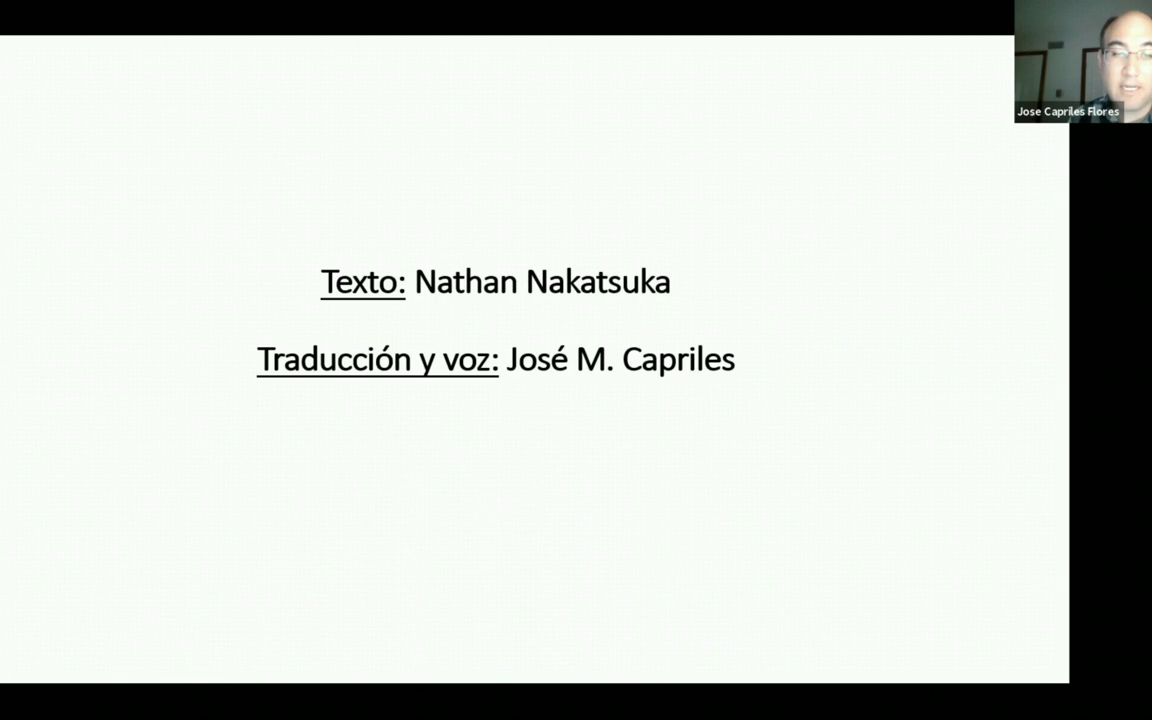 Jose Capriles Flores
Texto: Nathan Nakatsuka
Traducción y voz: José M. Capriles